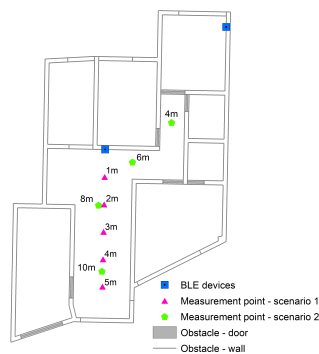 4m
6m
1m
8m
2m
3m
4m
10m
5m
BLE devices
Measurement point - scenario 1
Measurement point - scenario 2
Obstacle - door
Obstacle - wall